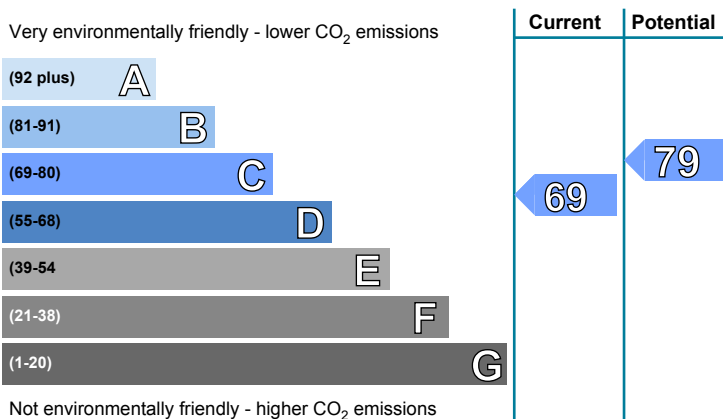 Current Potential
Very environmentally friendly - lower CO2 emissions
(92 plus) A
(81-91) B
(69-80) C
79
(55-68) D
69
(39-54 E
(21-38) F
(1-20) G
Not environmentally friendly - higher CO2 emissions